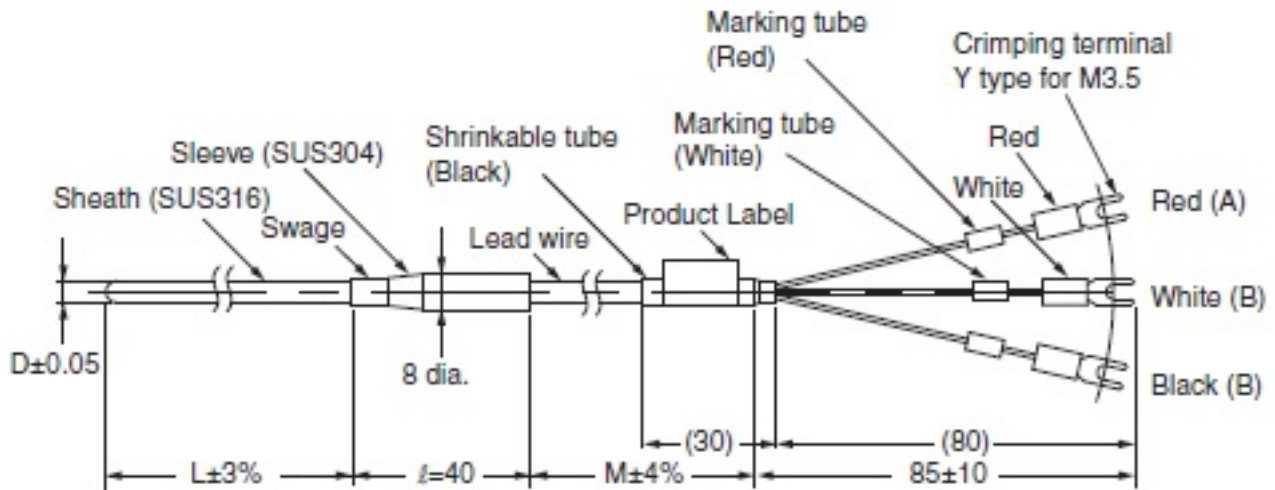 Marking tube
(Red)
Crimping terminal
Y type for M3.5
Sleeve (SUS304)
Shrinkable tube
(Black)
Marking tube
(White)
Red
Sheath (SUS316)
Swage
Lead wire
Product Label
White
Red (A)
White (B)
D±0.05
8 dia.
Black (B)
(30)
(80)
L±3%
ℓ=40
M±4%
85±10